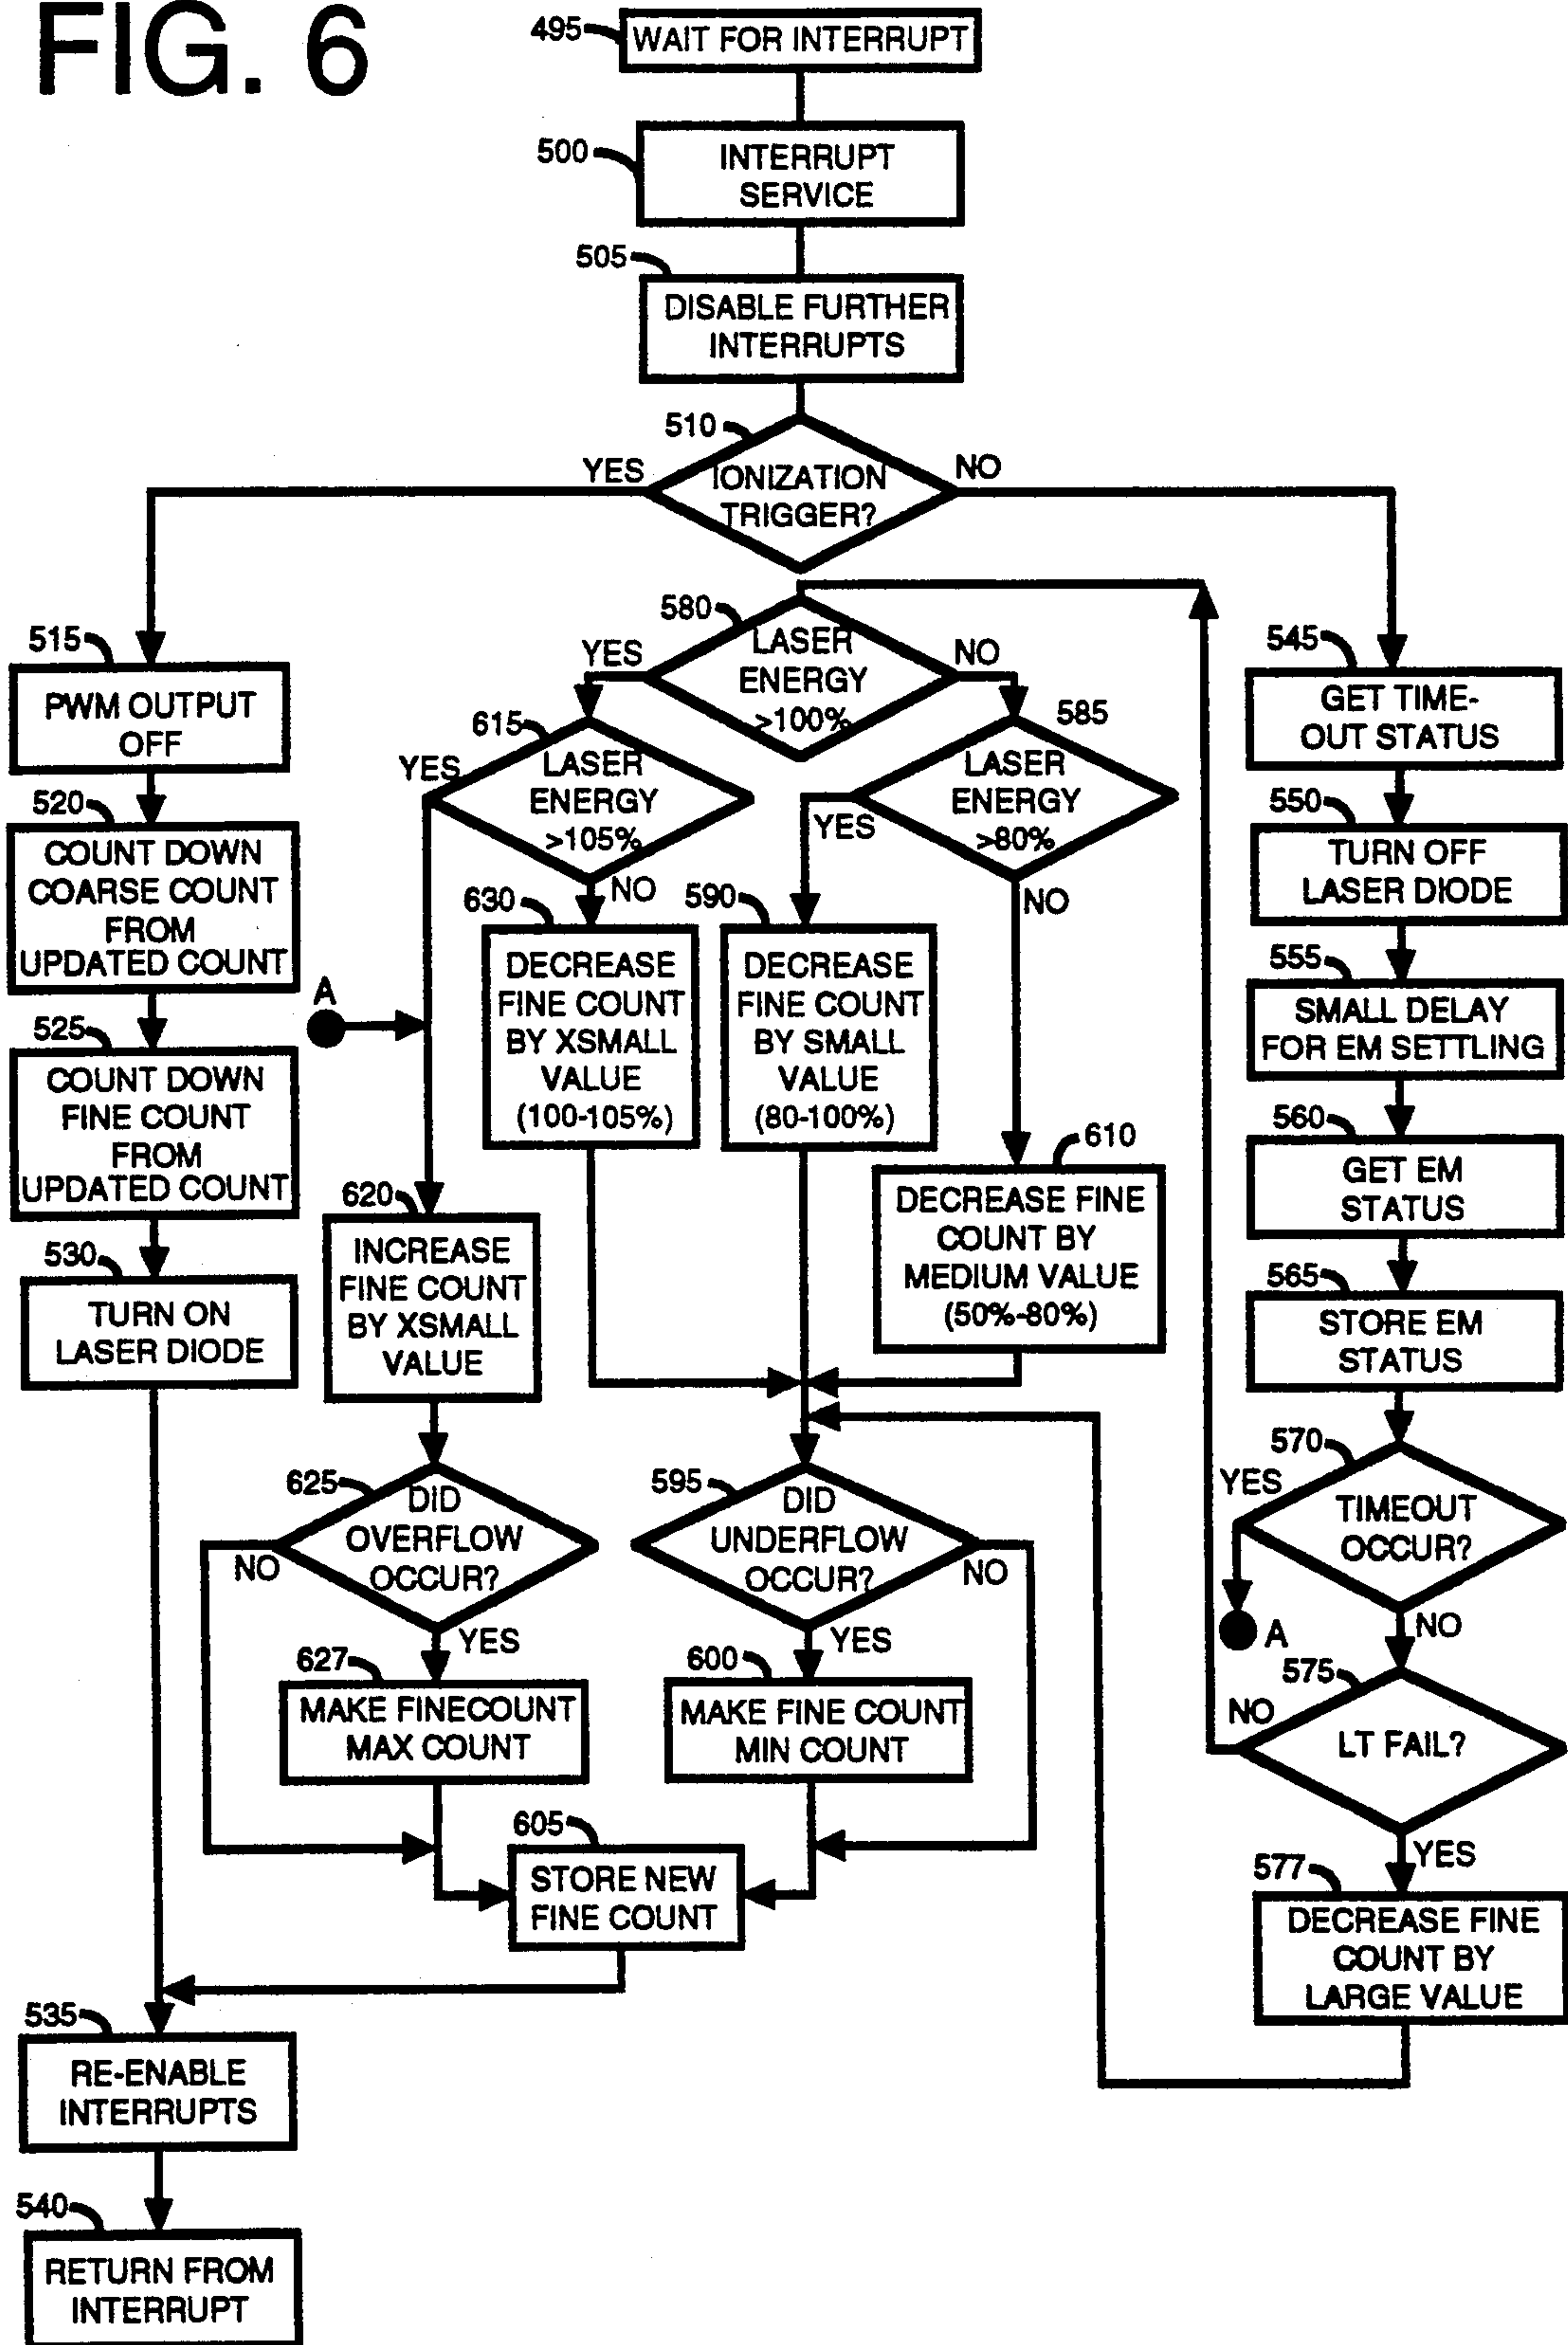 FIG. 6
495
WAIT FOR INTERRUPT
500
INTERRUPT
SERVICE
505
DISABLE FURTHER
INTERRUPTS
510
YES
IONIZATION
TRIGGER?
NO
515
PWM OUTPUT
OFF
520
COUNT DOWN
COARSE COUNT
FROM
UPDATED COUNT
525
COUNT DOWN
FINE COUNT
FROM
UPDATED COUNT
530
TURN ON
LASER DIODE
580
YES
LASER
ENERGY
>100%
NO
615
YES
LASER
ENERGY
>105%
NO
585
LASER
ENERGY
>80%
YES
NO
A
630
DECREASE
FINE COUNT
BY XSMALL
VALUE
(100-105%)
590
DECREASE
FINE COUNT
BY SMALL
VALUE
(80-100%)
610
DECREASE FINE
COUNT BY
MEDIUM VALUE
(50%-80%)
620
INCREASE
FINE COUNT
BY XSMALL
VALUE
625
DID
OVERFLOW
OCCUR?
NO
YES
595
DID
UNDERFLOW
OCCUR?
NO
YES
627
MAKE FINECOUNT
MAX COUNT
600
MAKE FINE COUNT
MIN COUNT
605
STORE NEW
FINE COUNT
545
GET TIME-
OUT STATUS
550
TURN OFF
LASER DIODE
555
SMALL DELAY
FOR EM SETTLING
560
GET EM
STATUS
565
STORE EM
STATUS
570
YES
TIMEOUT
OCCUR?
A
NO
575
NO
LT FAIL?
YES
577
DECREASE FINE
COUNT BY
LARGE VALUE
535
RE-ENABLE
INTERRUPTS
540
RETURN FROM
INTERRUPT